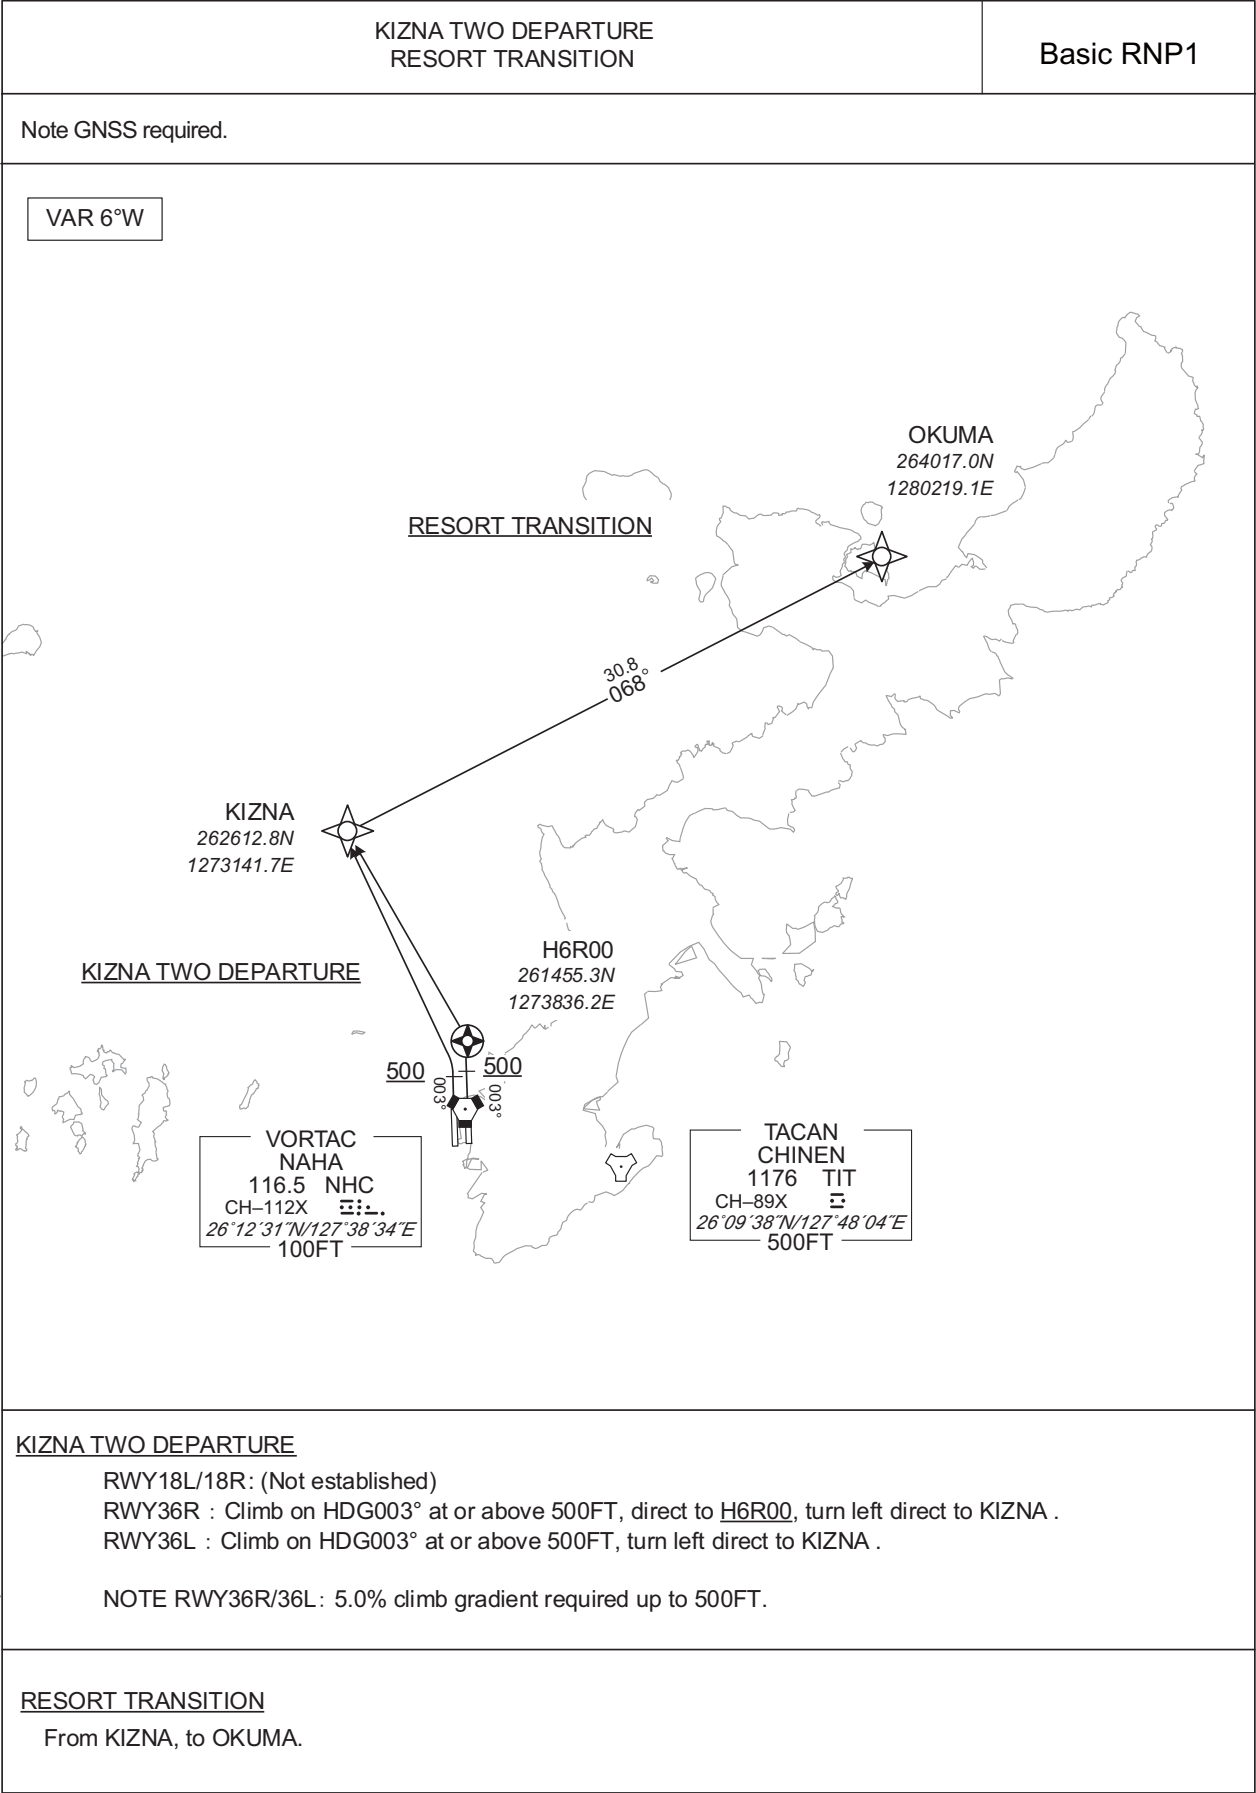 KIZNA TWO DEPARTURE
RESORT TRANSITION
Basic RNP1
Note GNSS required.
VAR 6°W
OKUMA
264017.0N
1280219.1E
RESORT TRANSITION
30.8
068°
KIZNA
262612.8N
1273141.7E
H6R00
261455.3N
1273836.2E
KIZNA TWO DEPARTURE
500
500
003°
003°
VORTAC
NAHA
116.5 NHC
CH–112X
26°12´31˝N/127°38´34˝E
100FT
TACAN
CHINEN
1176 TIT
CH–89X
26°09´38˝N/127°48´04˝E
500FT
KIZNA TWO DEPARTURE
RWY18L/18R: (Not established)
RWY36R : Climb on HDG003° at or above 500FT, direct to H6R00, turn left direct to KIZNA .
RWY36L : Climb on HDG003° at or above 500FT, turn left direct to KIZNA .
NOTE RWY36R/36L: 5.0% climb gradient required up to 500FT.
RESORT TRANSITION
From KIZNA, to OKUMA.